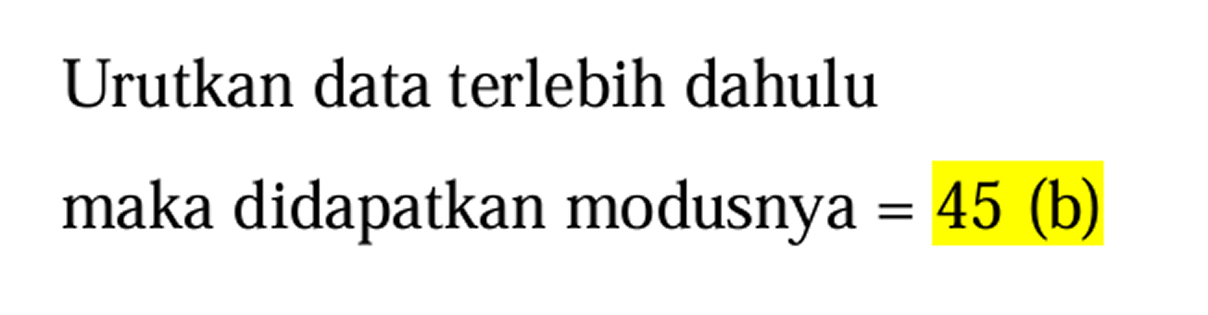 Urutkan data terlebih dahulu
maka didapatkan modusnya = 45 (b)